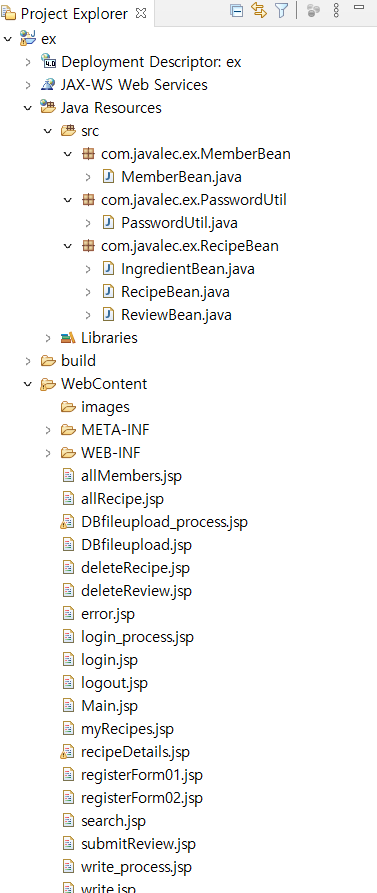 Project Explorer
ex
Deployment Descriptor: ex
JAX-WS Web Services
Java Resources
src
com.javalec.ex.MemberBean
MemberBean.java
com.javalec.ex.PasswordUtil
PasswordUtil.java
com.javalec.ex.RecipeBean
IngredientBean.java
RecipeBean.java
ReviewBean.java
Libraries
build
WebContent
images
META-INF
WEB-INF
allMembers.jsp
allRecipe.jsp
DBfileupload_process.jsp
DBfileupload.jsp
deleteRecipe.jsp
deleteReview.jsp
error.jsp
login_process.jsp
login.jsp
logout.jsp
Main.jsp
myRecipes.jsp
recipeDetails.jsp
registerForm01.jsp
registerForm02.jsp
search.jsp
submitReview.jsp
write_process.jsp
write.jsp